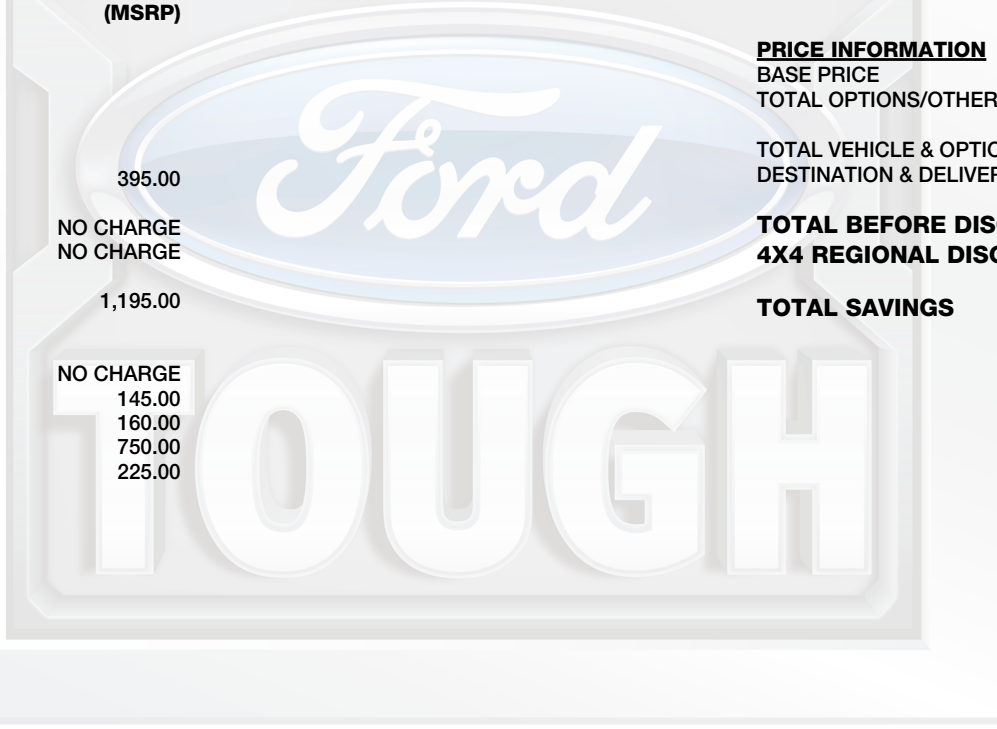 (MSRP)
395.00
NO CHARGE
NO CHARGE
1,195.00
NO CHARGE
145.00
160.00
750.00
225.00
PRICE INFORMATION
BASE PRICE
TOTAL OPTIONS/OTHER
TOTAL VEHICLE & OPTIO
DESTINATION & DELIVER
TOTAL BEFORE DISC
4X4 REGIONAL DISC
TOTAL SAVINGS
Ford
TOUGH